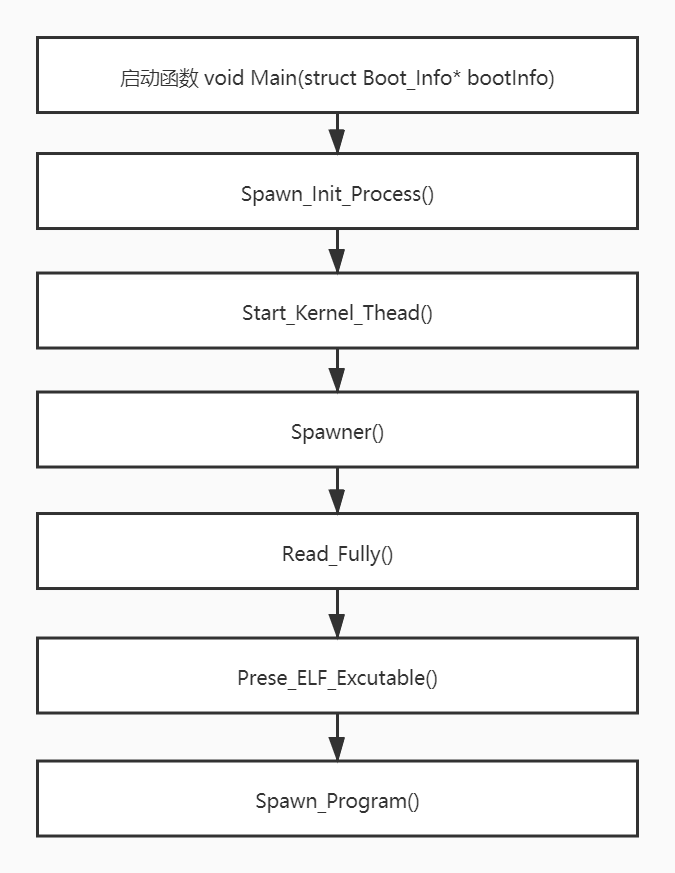 启动函数 void Main(struct Boot_Info* bootInfo)
Spawn_Init_Process()
Start_Kernel_Thead()
Spawner()
Read_Fully()
Prese_ELF_Excutable()
Spawn_Program()